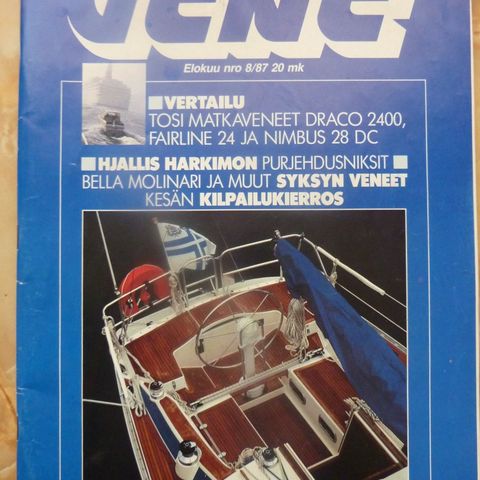 VENE
Elokuu nro 8/87 20 mk
VERTAILU
TOSI MATKAVENEET DRACO 2400,
FAIRLINE 24 JA NIMBUS 28 DC
HJALLIS HARKIMON PURJEHDUSNIKSIT
BELLA MOLINARI JA MUUT SYKSYN VENEET
KESÄN KILPAILUKIERROS